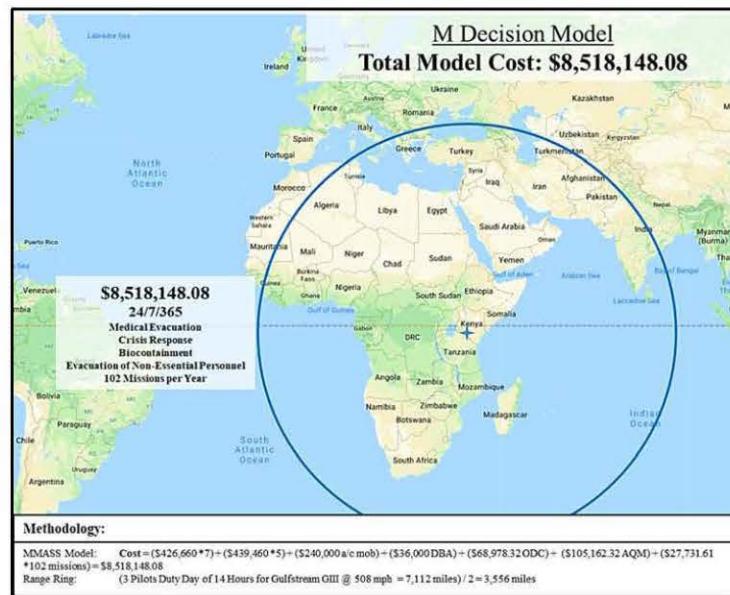 M Decision Model
Total Model Cost: $8,518,148.08
Labrador Sea
Ireland
Ukraine
Kazakhstan
France
Austria
Romania
Italy
Spain
Portugal
Greece
Turkey
Uzbekistan
Kyrgyzstan
Turkmenistan
North
Atlantic
Ocean
Tunisia
Syria
Iraq
Iran
Afghanistan
Pakistan
Morocco
Algeria
Libya
Egypt
Nepal
Western
Sahara
Saudi Arabia
India
Myanmar
(Burma)
Puerto Rico
Mauritania
Mali
Niger
Chad
Sudan
Oman
Yemen
Arabian Sea
Bay of Bengal
Burkina
Faso
Guinea
Ghana
Nigeria
Gulf of Aden
South Sudan
Ethiopia
Laccadive Sea
Venezuel
Gulf of Guinea
Somalia
Gabon
Kenya
DRC
Tanzania
$8,518,148.08
24/7/365
Medical Evacuation
Crisis Response
Biocontainment
Evacuation of Non-Essential Personnel
102 Missions per Year
Angola
Zambia
Mozambique
Bolivia
Namibia
Zimbabwe
Botswana
Madagascar
Indian
Ocean
Paraguay
Chile
South
Atlantic
Ocean
South Africa
Uruguay
Argentina
Methodology:
MMASS Model: Cost = ($426,660 *7) + ($439,460 *5) + ($240,000 a/c mob) + ($36,000 DBA) + ($68,978.32 ODC) + ($105,162.32 AQM) + ($27,731.61
*102 missions) = $8,518,148.08
Range Ring: (3 Pilots Duty Day of 14 Hours for Gulfstream GIII @ 508 mph = 7,112 miles) / 2 = 3,556 miles